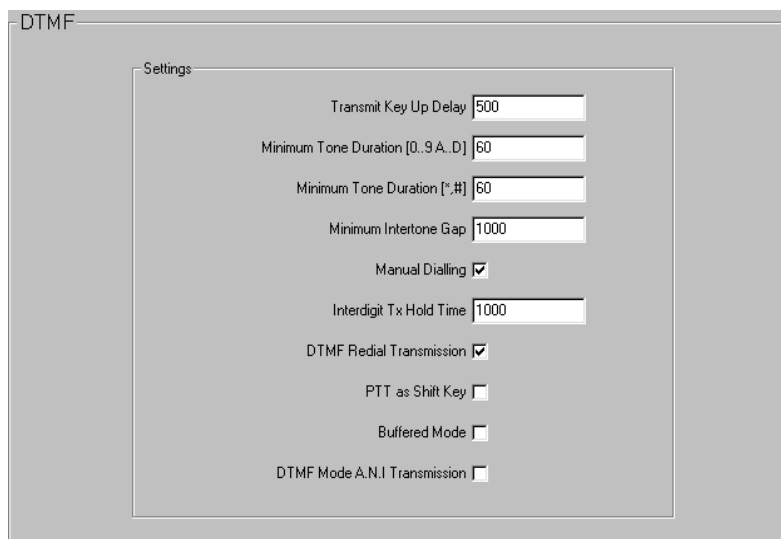 DTMF
Settings
Transmit Key Up Delay 500
Minimum Tone Duration [0..9 A..D] 60
Minimum Tone Duration [*,#] 60
Minimum Intertone Gap 1000
Manual Dialling
Interdigit Tx Hold Time 1000
DTMF Redial Transmission
PTT as Shift Key
Buffered Mode
DTMF Mode A.N.I Transmission